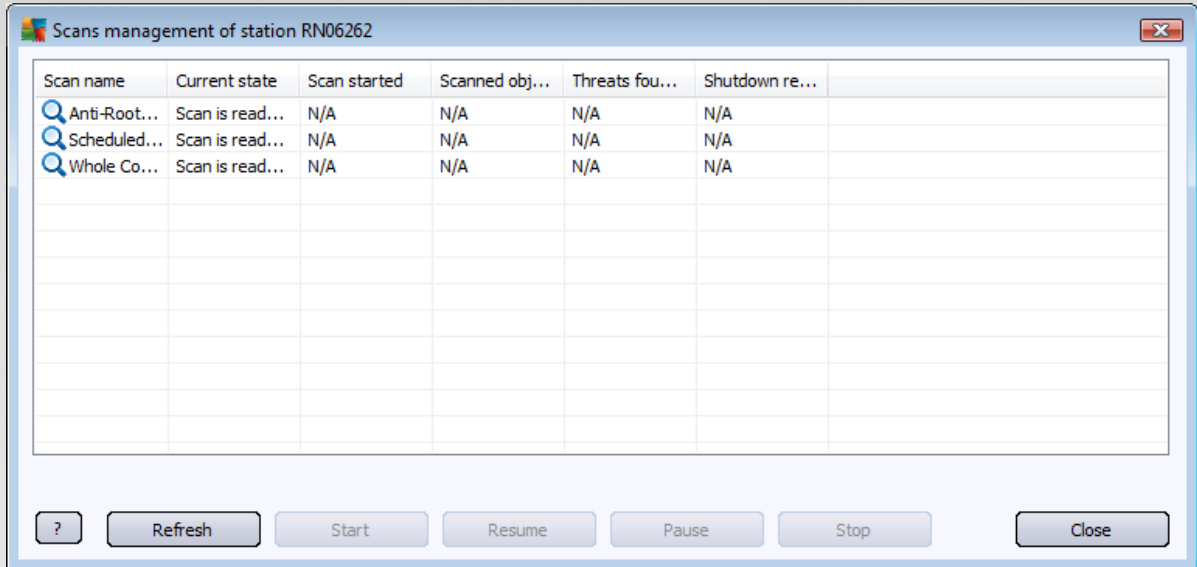 Scans management of station RN06262
Scan name Current state Scan started Scanned obj... Threats fou... Shutdown re...
Anti-Root... Scan is read... N/A N/A N/A N/A
Scheduled... Scan is read... N/A N/A N/A N/A
Whole Co... Scan is read... N/A N/A N/A N/A
? Refresh Start Resume Pause Stop Close